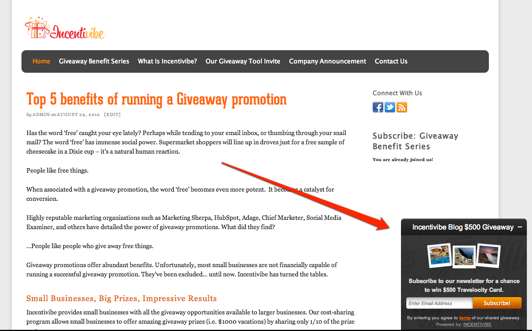 Incentivibe
Home Giveaway Benefit Series What Is Incentivibe? Our Giveaway Tool Invite Company Announcement Contact Us
Top 5 benefits of running a Giveaway promotion
by ADMIN on AUGUST 29, 2012 [EDIT]
Has the word ‘free’ caught your eye lately? Perhaps while tending to your email inbox, or thumbing through your snail
mail? The word ‘free’ has immense social power. Supermarket shoppers will line up in droves just for a free sample of
cheesecake in a Dixie cup – it’s a natural human reaction.
People like free things.
When associated with a giveaway promotion, the word ‘free’ becomes even more potent. It becomes a catalyst for
conversion.
Highly reputable marketing organizations such as Marketing Sherpa, HubSpot, Adage, Chief Marketer, Social Media
Examiner, and others have detailed the power of giveaway promotions. What did they find?
…People like people who give away free things.
Giveaway promotions offer abundant benefits. Unfortunately, most small businesses are not financially capable of
running a successful giveaway promotion. They’ve been excluded… until now. Incentivibe has turned the tables.
Small Businesses, Big Prizes, Impressive Results
Incentivibe provides small businesses with all the giveaway opportunities available to larger businesses. Our cost-sharing
program allows small businesses to offer amazing giveaway prizes (i.e. $1000 vacations) by sharing only 1/10 of the prize
Connect With Us
Subscribe: Giveaway
Benefit Series
You are already joined us!
Incentivibe Blog $500 Giveaway –
Subscribe to our newsletter for a chance
to win $500 Travelocity Card.
Enter Email Address Subscribe!
By entering you agree to terms of our shared giveaway.
Powered by: INCENTIVIBE